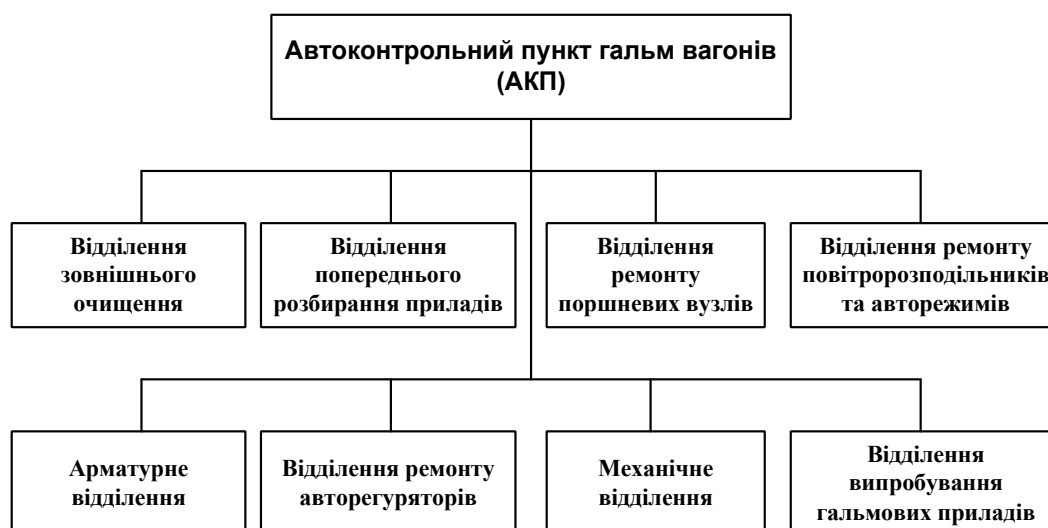 Автоконтрольний пункт гальм вагонів
(АКП)
Відділення
зовнішнього
очищення
Відділення
попереднього
розбирання приладів
Відділення
ремонту
поршневих вузлів
Відділення ремонту
повітророзподільників
та авторежимів
Арматурне
відділення
Відділення ремонту
авторегуряторів
Механічне
відділення
Відділення
випробування
гальмових приладів